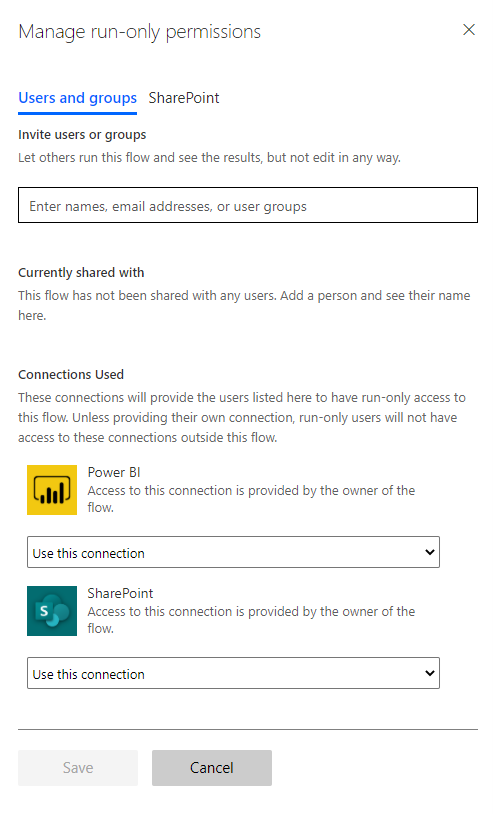 Manage run-only permissions
Users and groups SharePoint
Invite users or groups
Let others run this flow and see the results, but not edit in any way.
Enter names, email addresses, or user groups
Currently shared with
This flow has not been shared with any users. Add a person and see their name
here.
Connections Used
These connections will provide the users listed here to have run-only access to
this flow. Unless providing their own connection, run-only users will not have
access to these connections outside this flow.
Power BI
Access to this connection is provided by the owner of the
flow.
Use this connection
S
SharePoint
Access to this connection is provided by the owner of the
flow.
Use this connection
Save Cancel